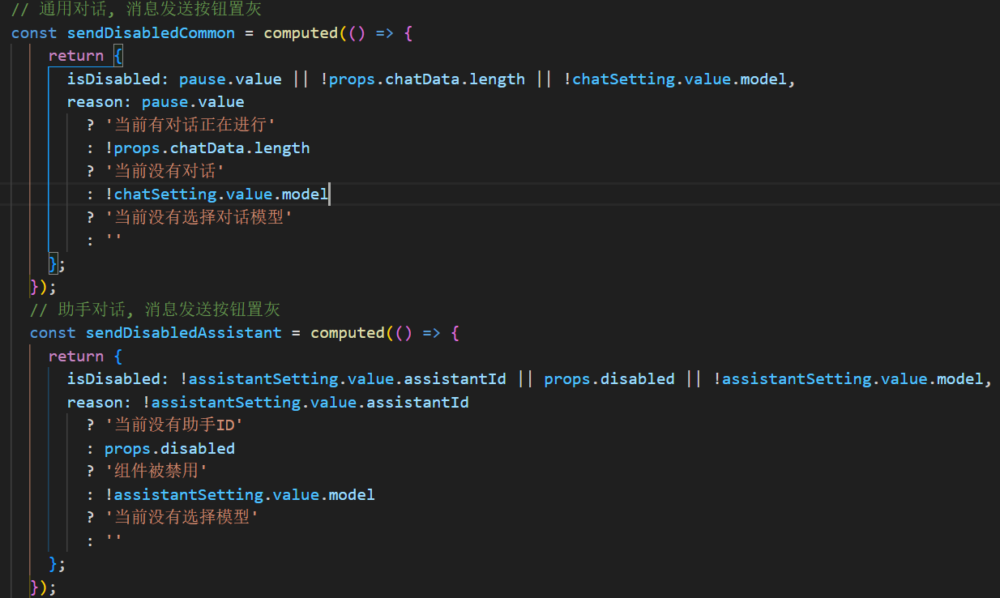 // 通用对话, 消息发送按钮置灰
const sendDisabledCommon = computed(() => {
return {
isDisabled: pause.value || !props.chatData.length || !chatSetting.value.model,
reason: pause.value
? '当前有对话正在进行'
: !props.chatData.length
? '当前没有对话'
: !chatSetting.value.model
? '当前没有选择对话模型'
: ''
};
});
// 助手对话, 消息发送按钮置灰
const sendDisabledAssistant = computed(() => {
return {
isDisabled: !assistantSetting.value.assistantId || props.disabled || !assistantSetting.value.model,
reason: !assistantSetting.value.assistantId
? '当前没有助手ID'
: props.disabled
? '组件被禁用'
: !assistantSetting.value.model
? '当前没有选择模型'
: ''
};
});